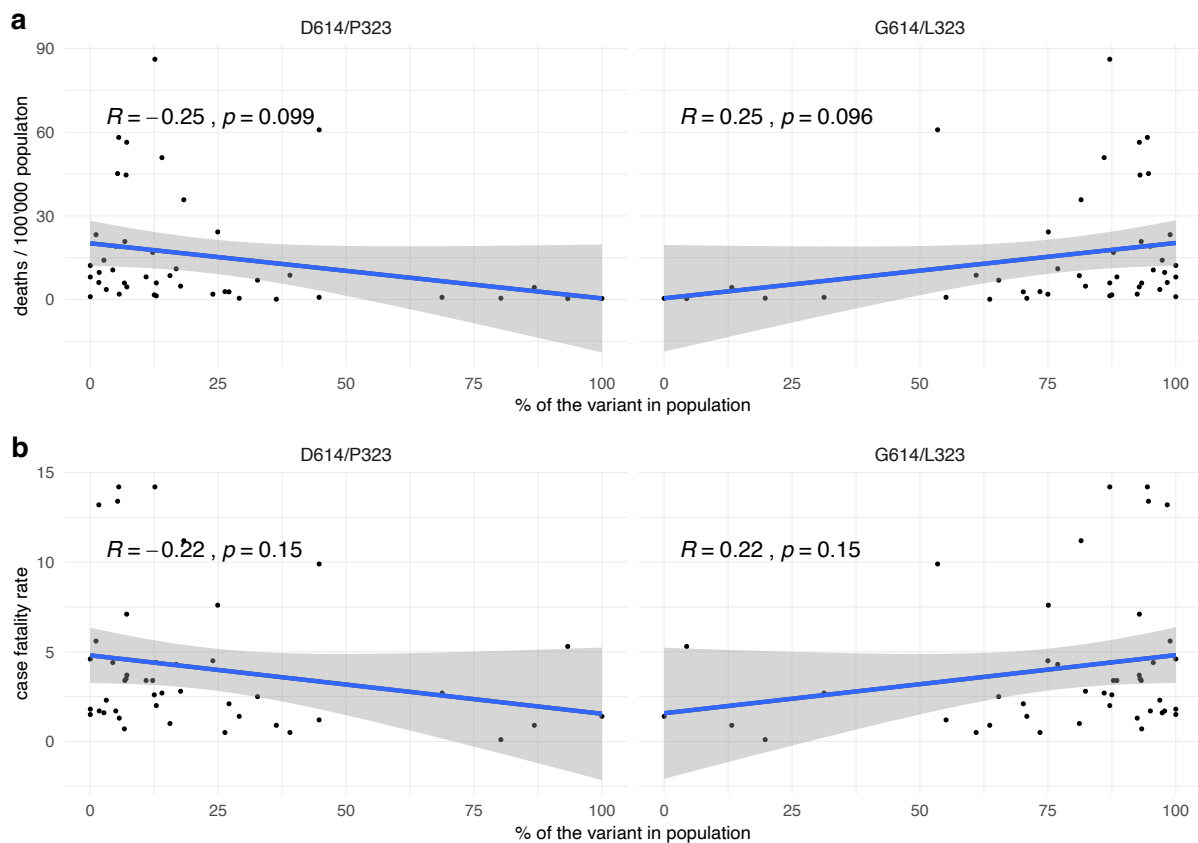 a
D614/P323 G614/L323
90
60
30
0
deaths / 100'000 populaton
R = −0.25 , p = 0.099
R = 0.25 , p = 0.096
0 25 50 75 100 0 25 50 75 100
% of the variant in population
b
D614/P323 G614/L323
15
10
5
0
case fatality rate
R = −0.22 , p = 0.15
R = 0.22 , p = 0.15
0 25 50 75 100 0 25 50 75 100
% of the variant in population